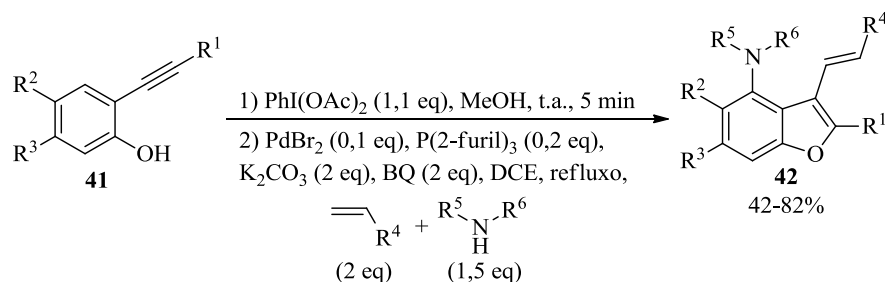 R¹
R²
R³
OH
41
1) PhI(OAc)₂ (1,1 eq), MeOH, t.a., 5 min
2) PdBr₂ (0,1 eq), P(2-furil)₃ (0,2 eq),
K₂CO₃ (2 eq), BQ (2 eq), DCE, refluxo,
R⁴ + R⁵ N H R⁶
(2 eq) (1,5 eq)
R⁵ N R⁶ R⁴
R²
R¹
R³ O
42
42-82%